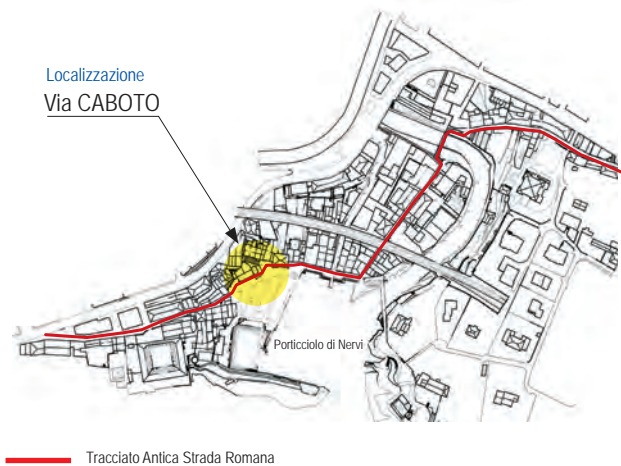 Localizzazione
Via CABOTO
Porticciolo di Nervi
Tracciato Antica Strada Romana